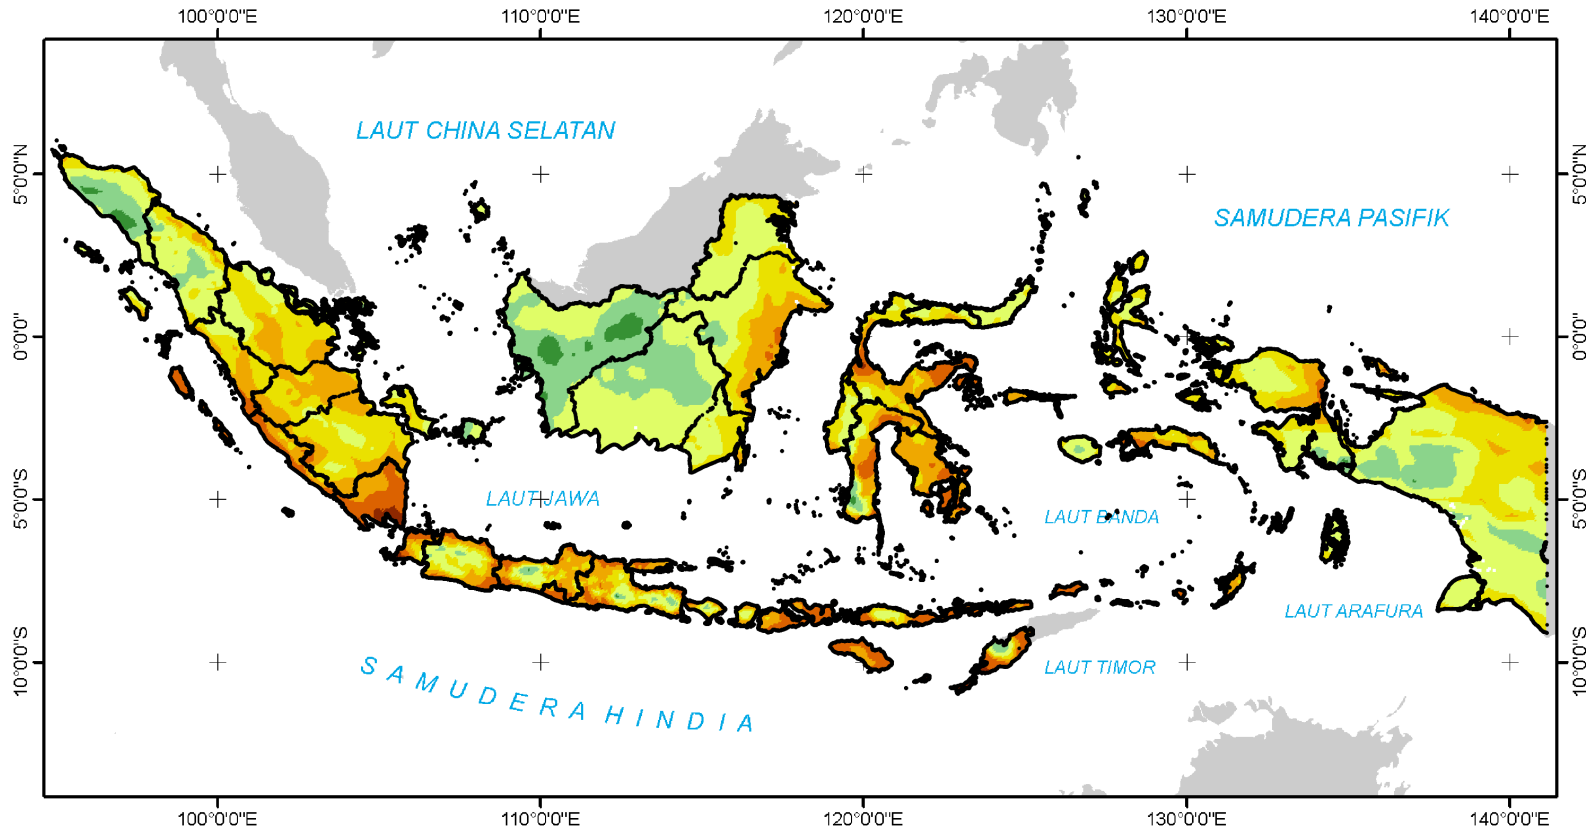 100°0'0"E 110°0'0"E 120°0'0"E 130°0'0"E 140°0'0"E
LAUT CHINA SELATAN
5°0'0"N 5°0'0"N
SAMUDERA PASIFIK
0°0'0" 0°0'0"
LAUT JAWA
5°0'0"S 5°0'0"S
LAUT BANDA
LAUT ARAFURA
10°0'0"S 10°0'0"S
LAUT TIMOR
SAMUDERA HINDIA
100°0'0"E 110°0'0"E 120°0'0"E 130°0'0"E 140°0'0"E